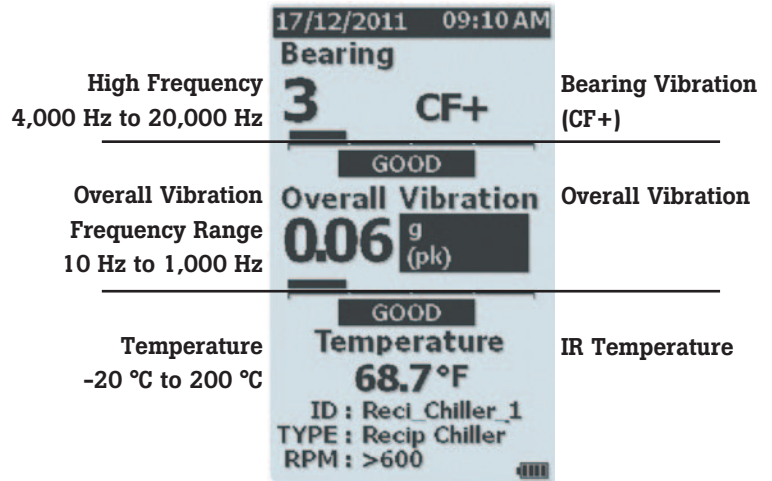 17/12/2011 09:10 AM
Bearing
High Frequency
4,000 Hz to 20,000 Hz
3 CF+
Bearing Vibration
(CF+)
GOOD
Overall Vibration
Frequency Range
10 Hz to 1,000 Hz
Overall Vibration
0.06 g
(pk)
Overall Vibration
GOOD
Temperature
-20 °C to 200 °C
Temperature
68.7 °F
IR Temperature
ID : Reci_Chiller_1
TYPE : Recip Chiller
RPM : >600